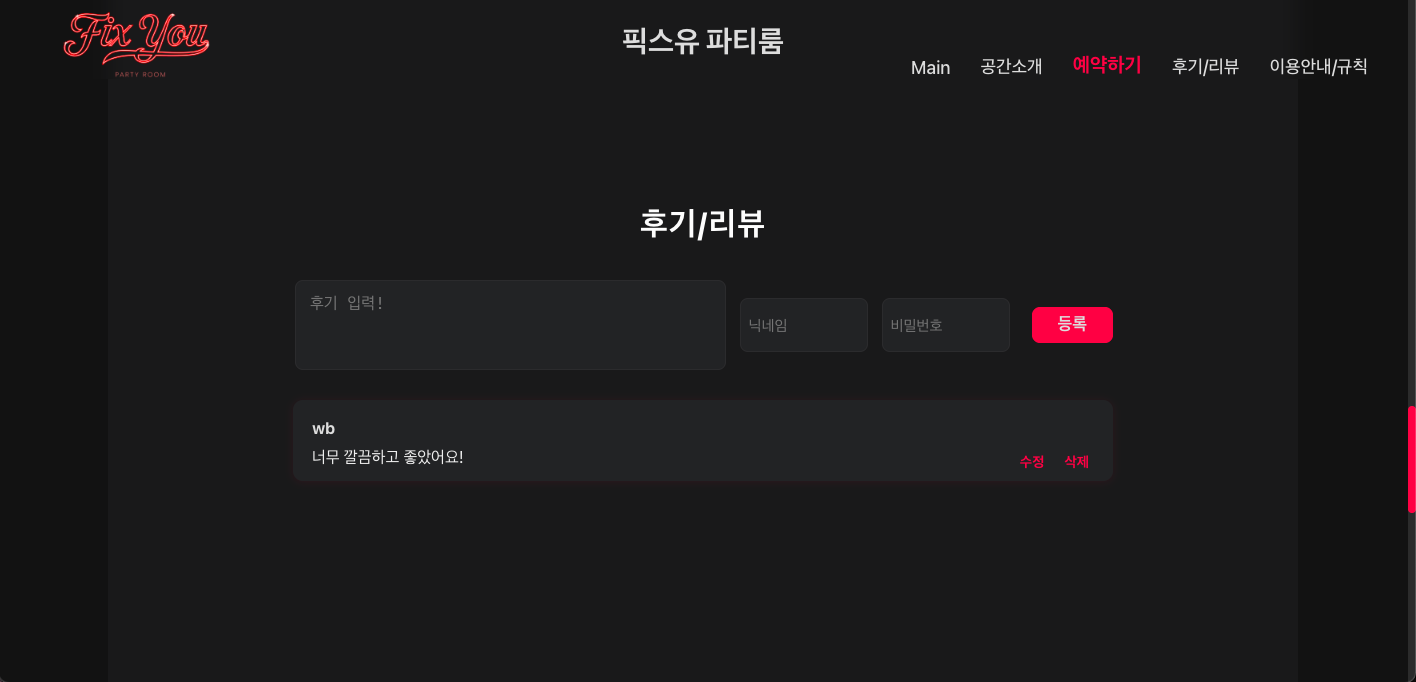 Fix You
PARTY ROOM
픽스유 파티룸
Main 공간소개 예약하기 후기/리뷰 이용안내/규칙
후기/리뷰
후기 입력!
닉네임
비밀번호
등록
wb
너무 깔끔하고 좋았어요!
수정 삭제